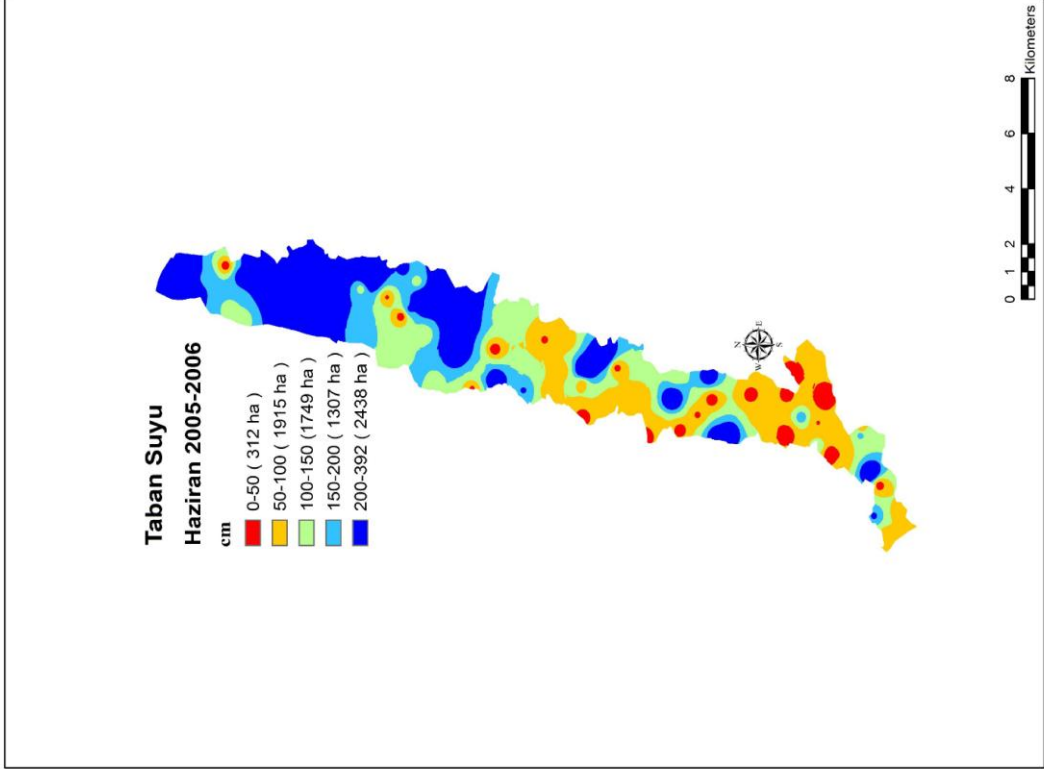 Taban Suyu
Haziran 2005-2006
cm
0-50 ( 312 ha )
50-100 ( 1915 ha )
100-150 (1749 ha )
150-200 ( 1307 ha )
200-392 ( 2438 ha )
N
W E
S
0 1 2 4 6 8
Kilometers